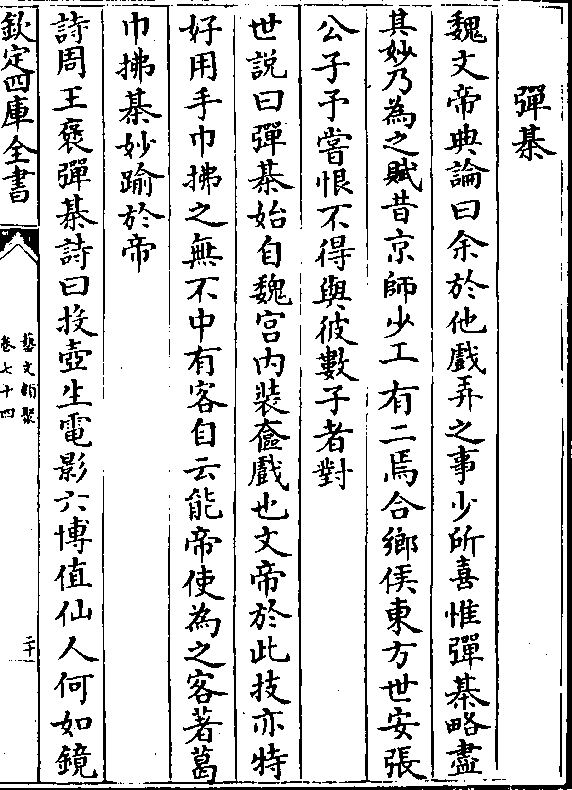 彈棊
魏文帝典論曰余於他戲弄之事少所喜惟彈棊略盡
其妙乃為之賦昔京師少工有二焉合鄉侯東方世安張
公子予嘗恨不得與彼數子者對
世說曰彈棊始自魏宮内裝奩戲也文帝於此技亦特
好用手巾拂之無不中有客自云能帝使為之客著葛
巾拂棊妙踰於帝
詩周王褒彈棊詩曰投壺生電影六博值仙人何如鏡
欽定四庫全書
藝文類聚
卷七十四
二十